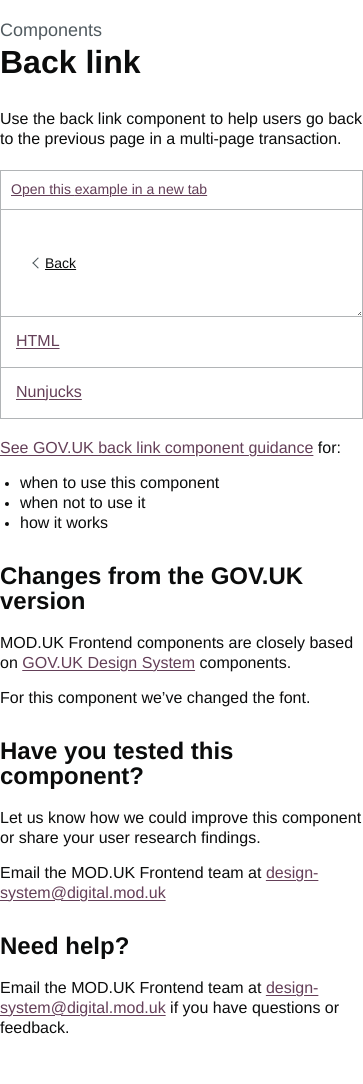 Components
Back link
Use the back link component to help users go back
to the previous page in a multi-page transaction.
Open this example in a new tab
Back
HTML
Nunjucks
See GOV.UK back link component guidance for:
• when to use this component
• when not to use it
• how it works
Changes from the GOV.UK
version
MOD.UK Frontend components are closely based
on GOV.UK Design System components.
For this component we’ve changed the font.
Have you tested this
component?
Let us know how we could improve this component
or share your user research findings.
Email the MOD.UK Frontend team at design-
system@digital.mod.uk
Need help?
Email the MOD.UK Frontend team at design-
system@digital.mod.uk if you have questions or
feedback.